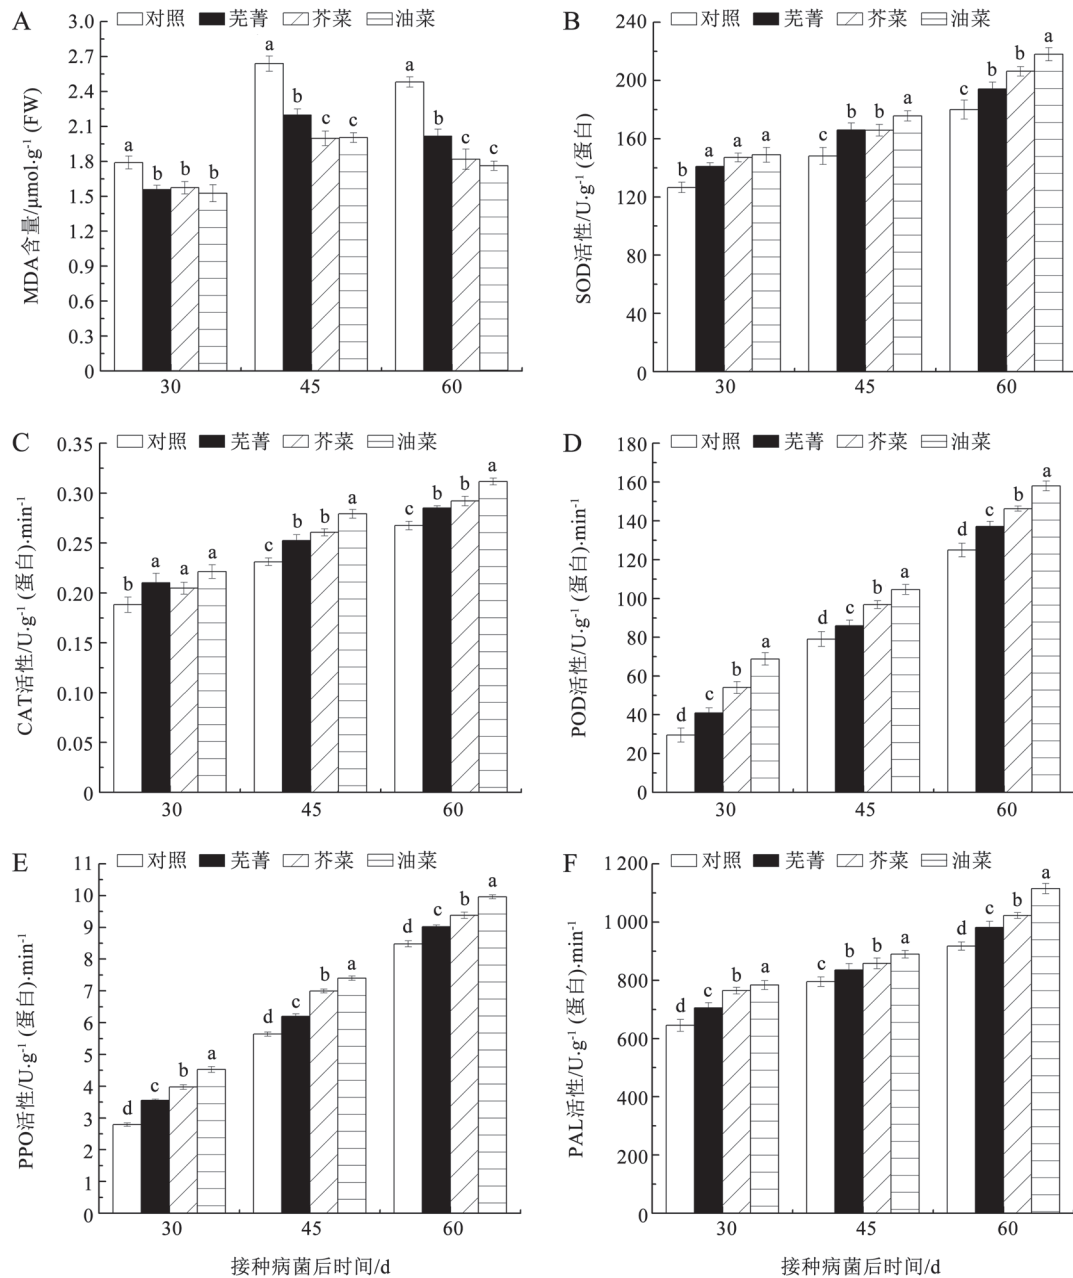 A
对照 芜菁 芥菜 油菜
MDA含量/μmol·g⁻¹ (FW)
3.0
2.7
2.4
2.1
1.8
1.5
1.2
0.9
0.6
0.3
0
a b b b
a b c c
a b c c
30 45 60
B
对照 芜菁 芥菜 油菜
SOD活性/U·g⁻¹ (蛋白)
240
200
160
120
80
40
0
b a a a
c b b a
c b b a
30 45 60
C
对照 芜菁 芥菜 油菜
CAT活性/U·g⁻¹ (蛋白)·min⁻¹
0.35
0.30
0.25
0.20
0.15
0.10
0.05
0
b a a a
c b b a
c b b a
30 45 60
D
对照 芜菁 芥菜 油菜
POD活性/U·g⁻¹ (蛋白)·min⁻¹
180
160
140
120
100
80
60
40
20
0
d c b a
d c b a
d c b a
30 45 60
E
对照 芜菁 芥菜 油菜
PPO活性/U·g⁻¹ (蛋白)·min⁻¹
11
10
9
8
7
6
5
4
3
2
1
0
d c b a
d c b a
d c b a
30 45 60
接种病菌后时间/d
F
对照 芜菁 芥菜 油菜
PAL活性/U·g⁻¹ (蛋白)·min⁻¹
1 200
1 000
800
600
400
200
0
d c b a
c b b a
d c b a
30 45 60
接种病菌后时间/d